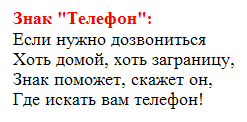 Знак "Телефон":
Если нужно дозвониться
Хоть домой, хоть заграницу,
Знак поможет, скажет он,
Где искать вам телефон!